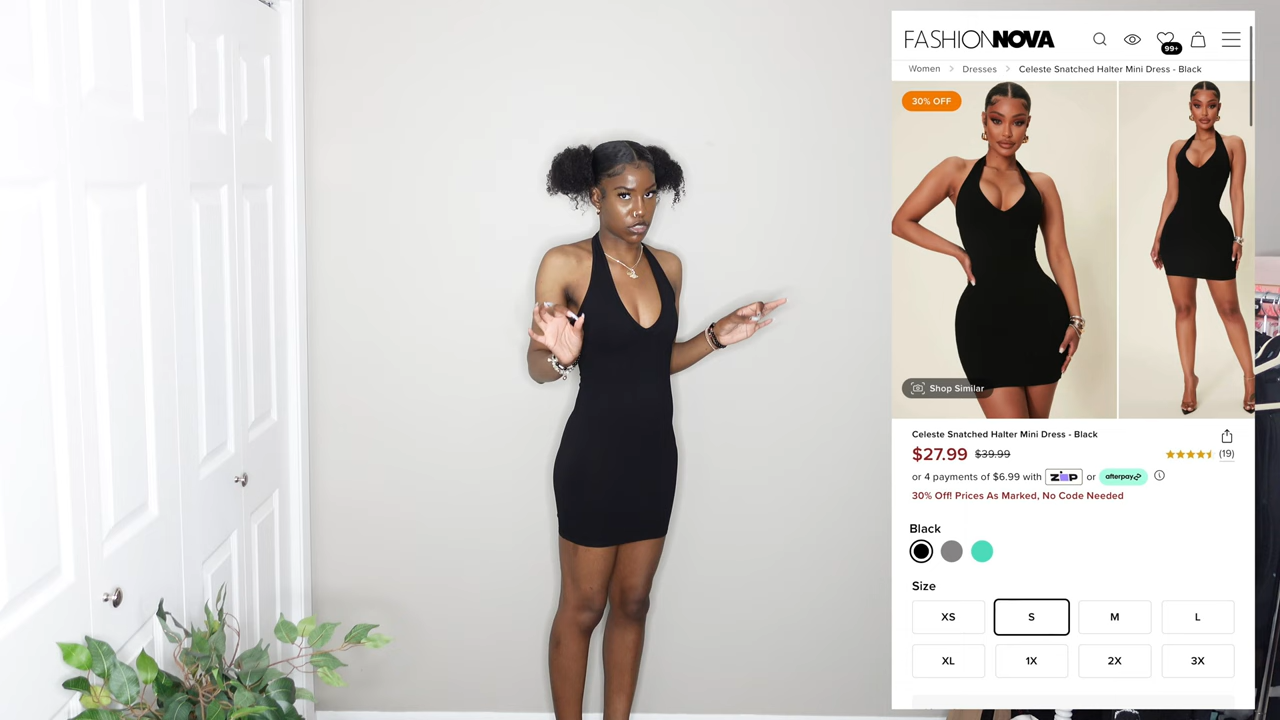 FASHIONNOVA
99+
Women > Dresses > Celeste Snatched Halter Mini Dress - Black
30% OFF
Shop Similar
Celeste Snatched Halter Mini Dress - Black
$27.99 $39.99 (19)
or 4 payments of $6.99 with zip or afterpay
30% Off! Prices As Marked, No Code Needed
Black
Size
XS S M L
XL 1X 2X 3X